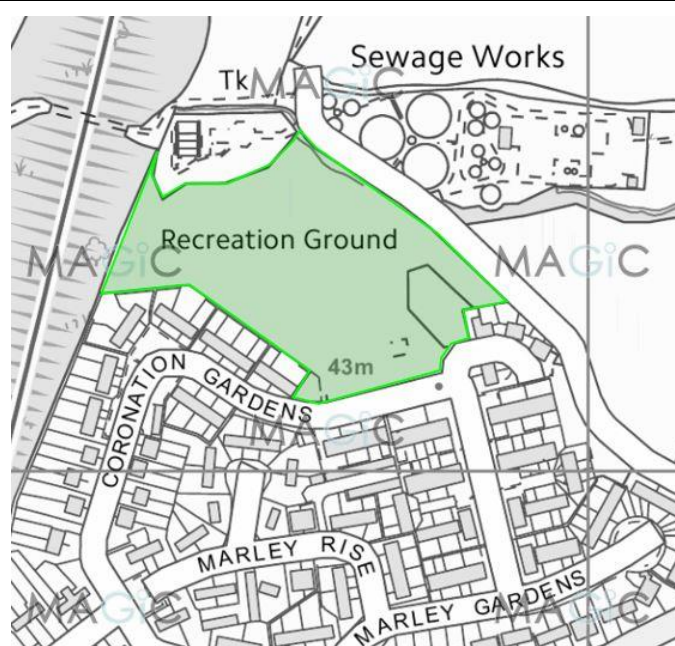 Sewage Works
Tk
MAGiC
Recreation Ground
MAGiC
MAGiC
43m
CORONATION GARDENS
MAGiC
MARLEY RISE
MARLEY GARDENS
MAGiC
MAGiC